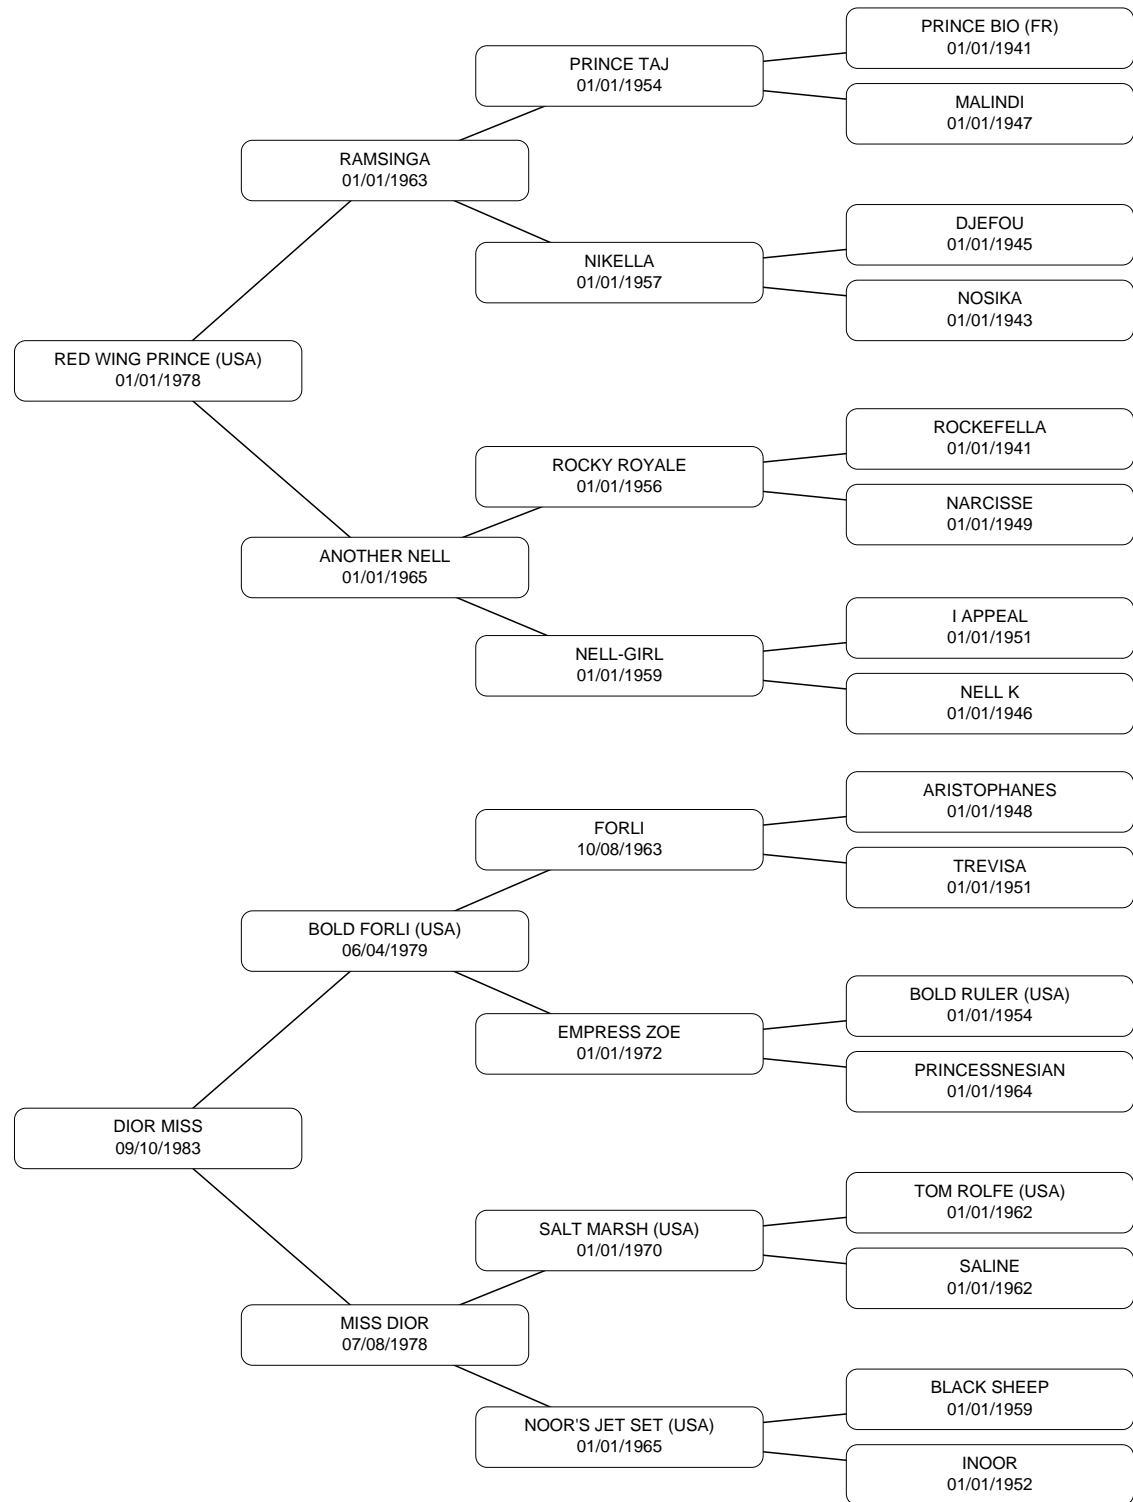 PRINCE BIO (FR)
01/01/1941
PRINCE TAJ
01/01/1954
MALINDI
01/01/1947
RAMSINGA
01/01/1963
DJEFOU
01/01/1945
NIKELLA
01/01/1957
NOSIKA
01/01/1943
RED WING PRINCE (USA)
01/01/1978
ROCKEFELLA
01/01/1941
ROCKY ROYALE
01/01/1956
NARCISSE
01/01/1949
ANOTHER NELL
01/01/1965
I APPEAL
01/01/1951
NELL-GIRL
01/01/1959
NELL K
01/01/1946
ARISTOPHANES
01/01/1948
FORLI
10/08/1963
TREVISA
01/01/1951
BOLD FORLI (USA)
06/04/1979
BOLD RULER (USA)
01/01/1954
EMPRESS ZOE
01/01/1972
PRINCESSNESIAN
01/01/1964
DIOR MISS
09/10/1983
TOM ROLFE (USA)
01/01/1962
SALT MARSH (USA)
01/01/1970
SALINE
01/01/1962
MISS DIOR
07/08/1978
BLACK SHEEP
01/01/1959
NOOR'S JET SET (USA)
01/01/1965
INOOR
01/01/1952